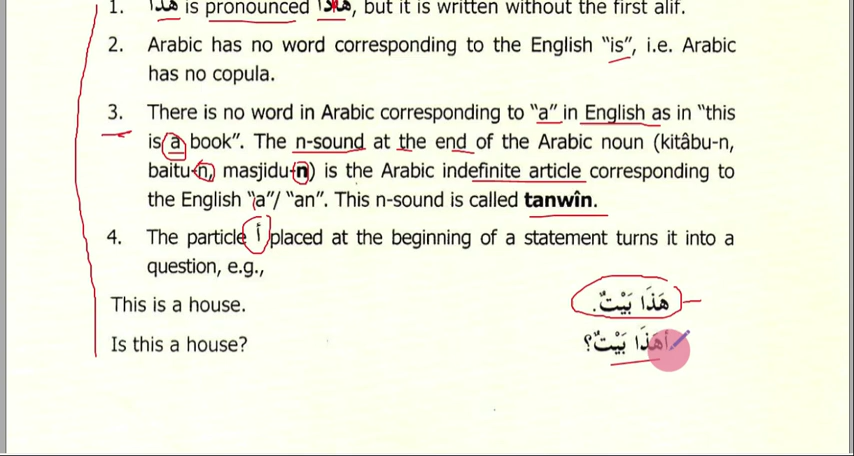 1. هٰذا is pronounced هاذا, but it is written without the first alif.
2. Arabic has no word corresponding to the English “is”, i.e. Arabic
has no copula.
3. There is no word in Arabic corresponding to “a” in English as in “this
is a book”. The n-sound at the end of the Arabic noun (kitâbu-n,
baitu-n, masjidu-n) is the Arabic indefinite article corresponding to
the English “a”/ “an”. This n-sound is called tanwîn.
4. The particle أ placed at the beginning of a statement turns it into a
question, e.g.,
This is a house. هَذَا بَيْتٌ.
Is this a house? أَهَذَا بَيْتٌ؟